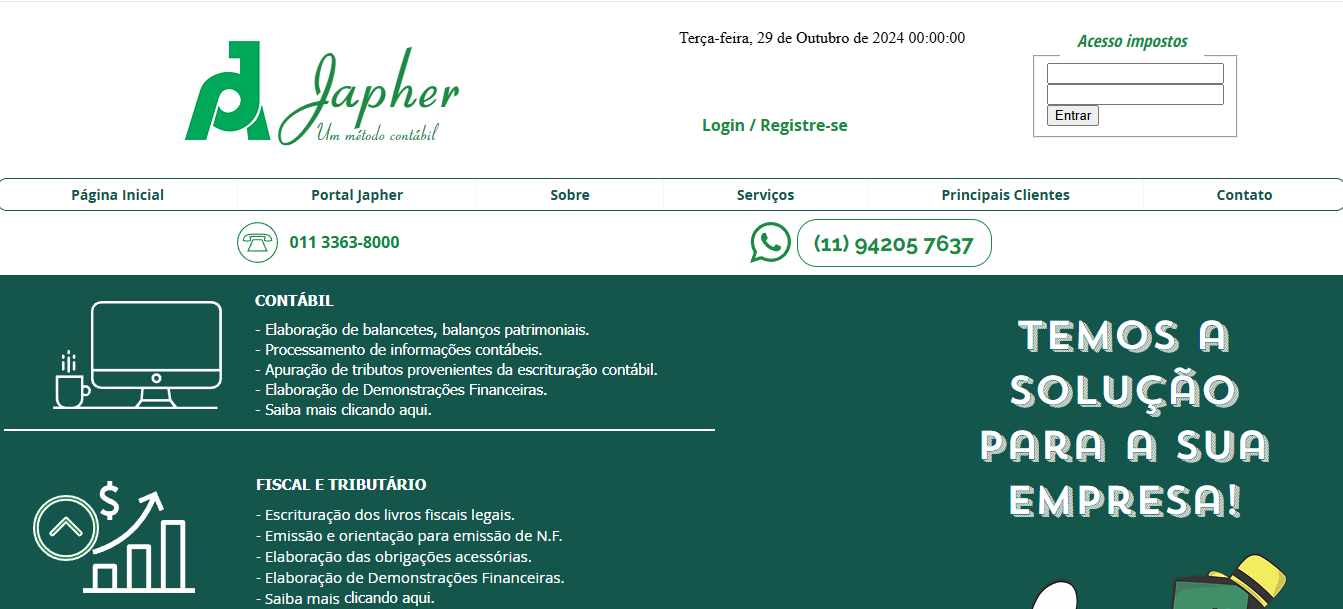 Japher
Um método contábil
Terça-feira, 29 de Outubro de 2024 00:00:00
Login / Registre-se
Acesso impostos
Entrar
Página Inicial
Portal Japher
Sobre
Serviços
Principais Clientes
Contato
011 3363-8000
(11) 94205 7637
CONTÁBIL
- Elaboração de balancetes, balanços patrimoniais.
- Processamento de informações contábeis.
- Apuração de tributos provenientes da escrituração contábil.
- Elaboração de Demonstrações Financeiras.
- Saiba mais clicando aqui.
FISCAL E TRIBUTÁRIO
- Escrituração dos livros fiscais legais.
- Emissão e orientação para emissão de N.F.
- Elaboração das obrigações acessórias.
- Elaboração de Demonstrações Financeiras.
- Saiba mais clicando aqui.
TEMOS A
SOLUÇÃO
PARA A SUA
EMPRESA!